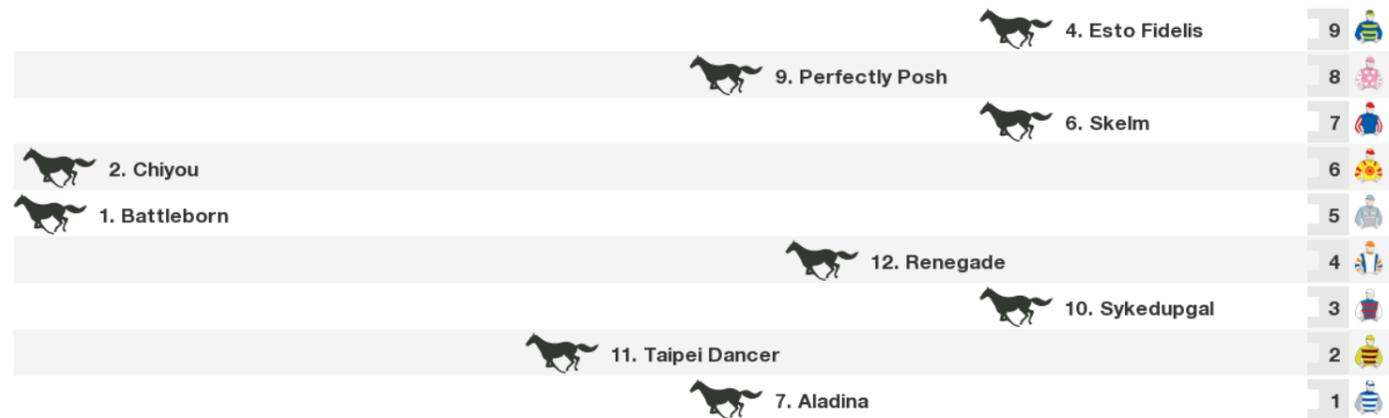 4. Esto Fidelis 9
9. Perfectly Posh 8
6. Skelm 7
2. Chiyou 6
1. Battleborn 5
12. Renegade 4
10. Sykedupgal 3
11. Taipei Dancer 2
7. Aladina 1